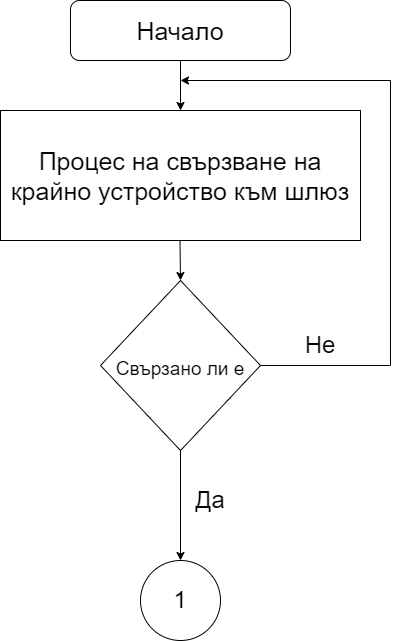 Начало
Процес на свързване на
крайно устройство към шлюз
Свързано ли е
Не
Да
1